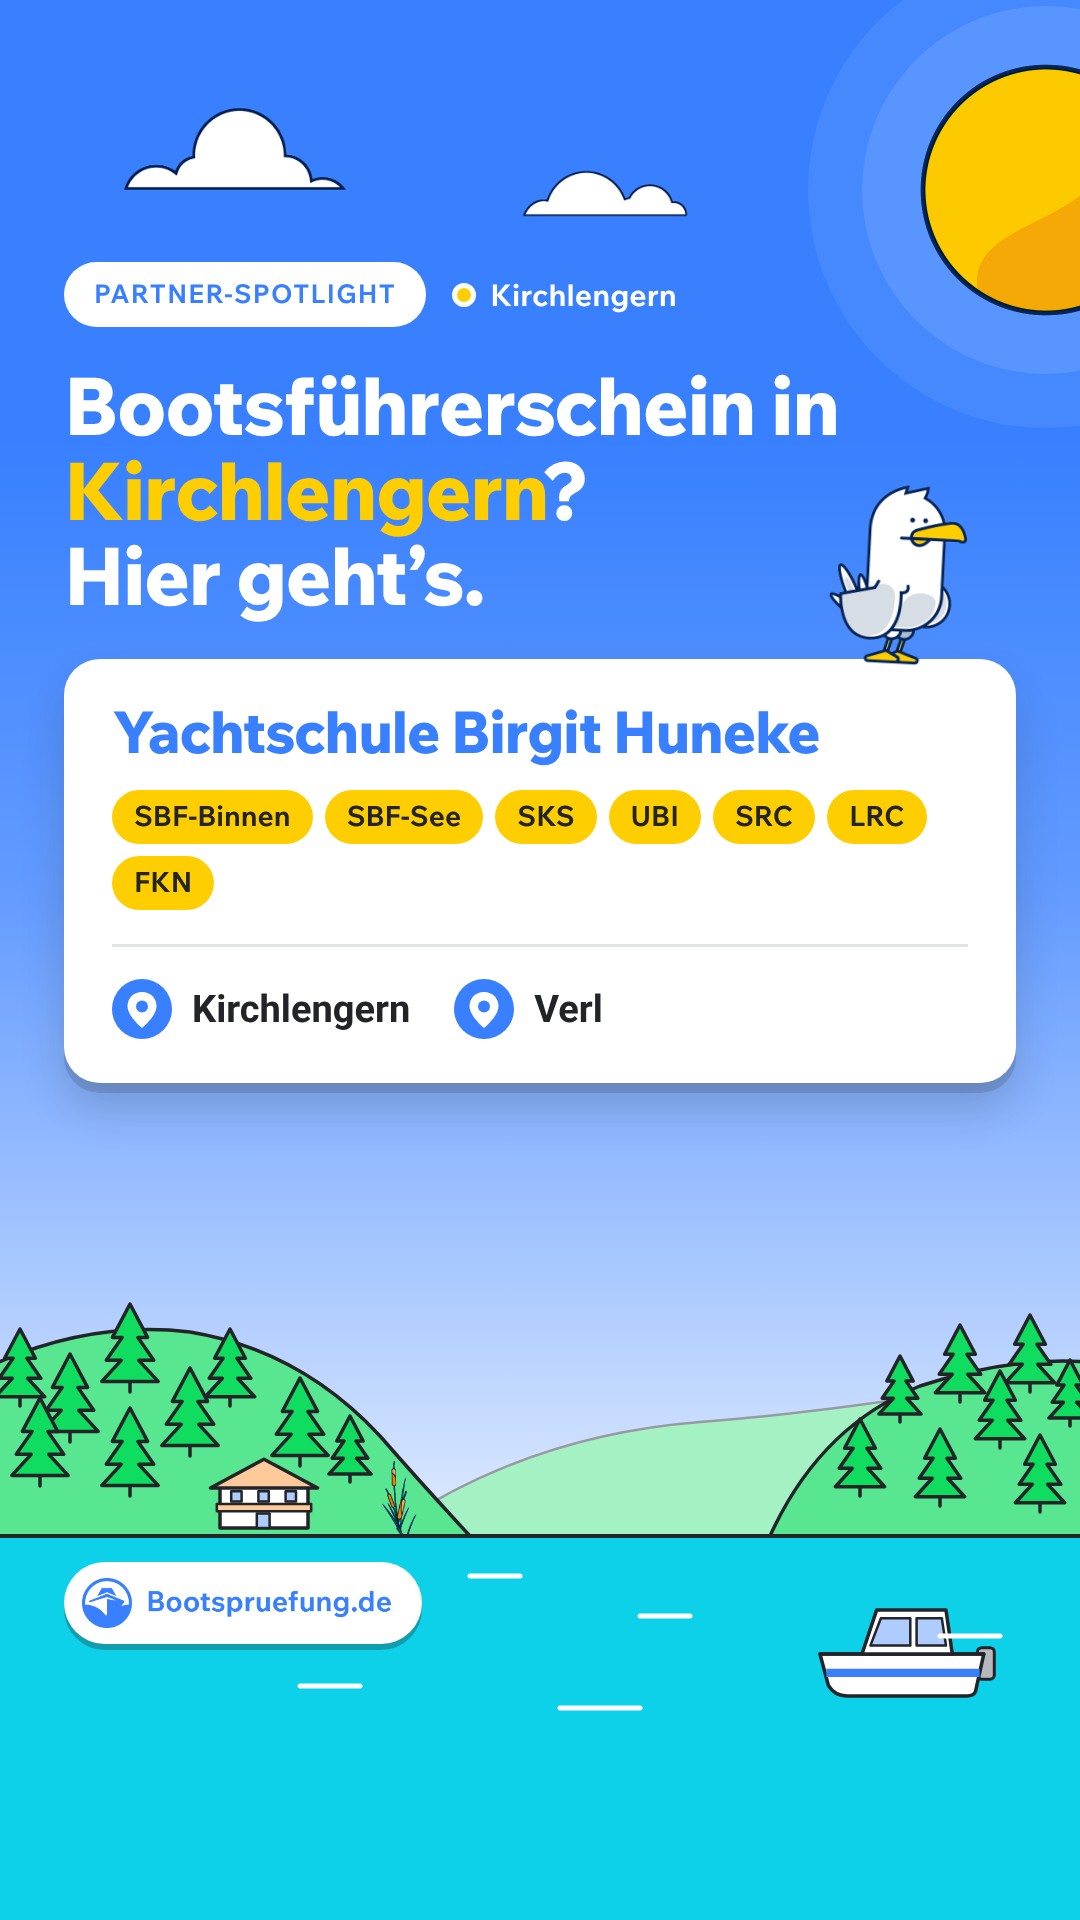 PARTNER-SPOTLIGHT
Kirchlengern
Bootsführerschein in
Kirchlengern?
Hier geht’s.
Yachtschule Birgit Huneke
SBF-Binnen SBF-See SKS UBI SRC LRC
FKN
Kirchlengern Verl
Bootspruefung.de